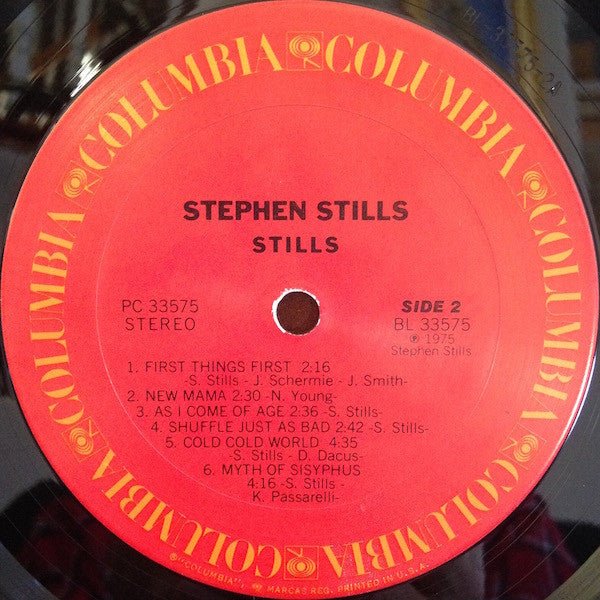 COLUMBIA COLUMBIA COLUMBIA COLUMBIA COLUMBIA COLUMBIA
STEPHEN STILLS
STILLS
PC 33575
STEREO
SIDE 2
BL 33575
℗ 1975
Stephen Stills
1. FIRST THINGS FIRST 2:16
-S. Stills - J. Schermie - J. Smith-
2. NEW MAMA 2:30 -N. Young-
3. AS I COME OF AGE 2:36 -S. Stills-
4. SHUFFLE JUST AS BAD 2:42 -S. Stills-
5. COLD COLD WORLD 4:35
-S. Stills - D. Dacus-
6. MYTH OF SISYPHUS
4:16 -S. Stills -
K. Passarelli-
"COLUMBIA", MARCAS REG. PRINTED IN U.S.A.